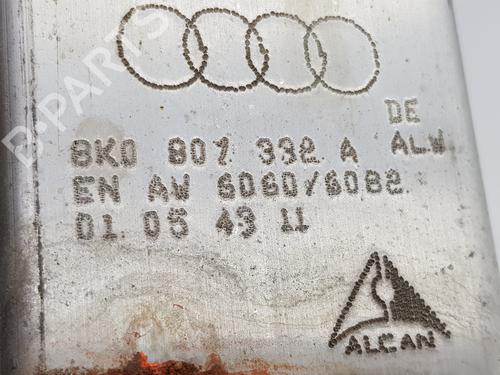 DE
8K0 807 332 A ALW
EN AW 6060/6082
01 05 43 11
ALCAN
B-PARTS